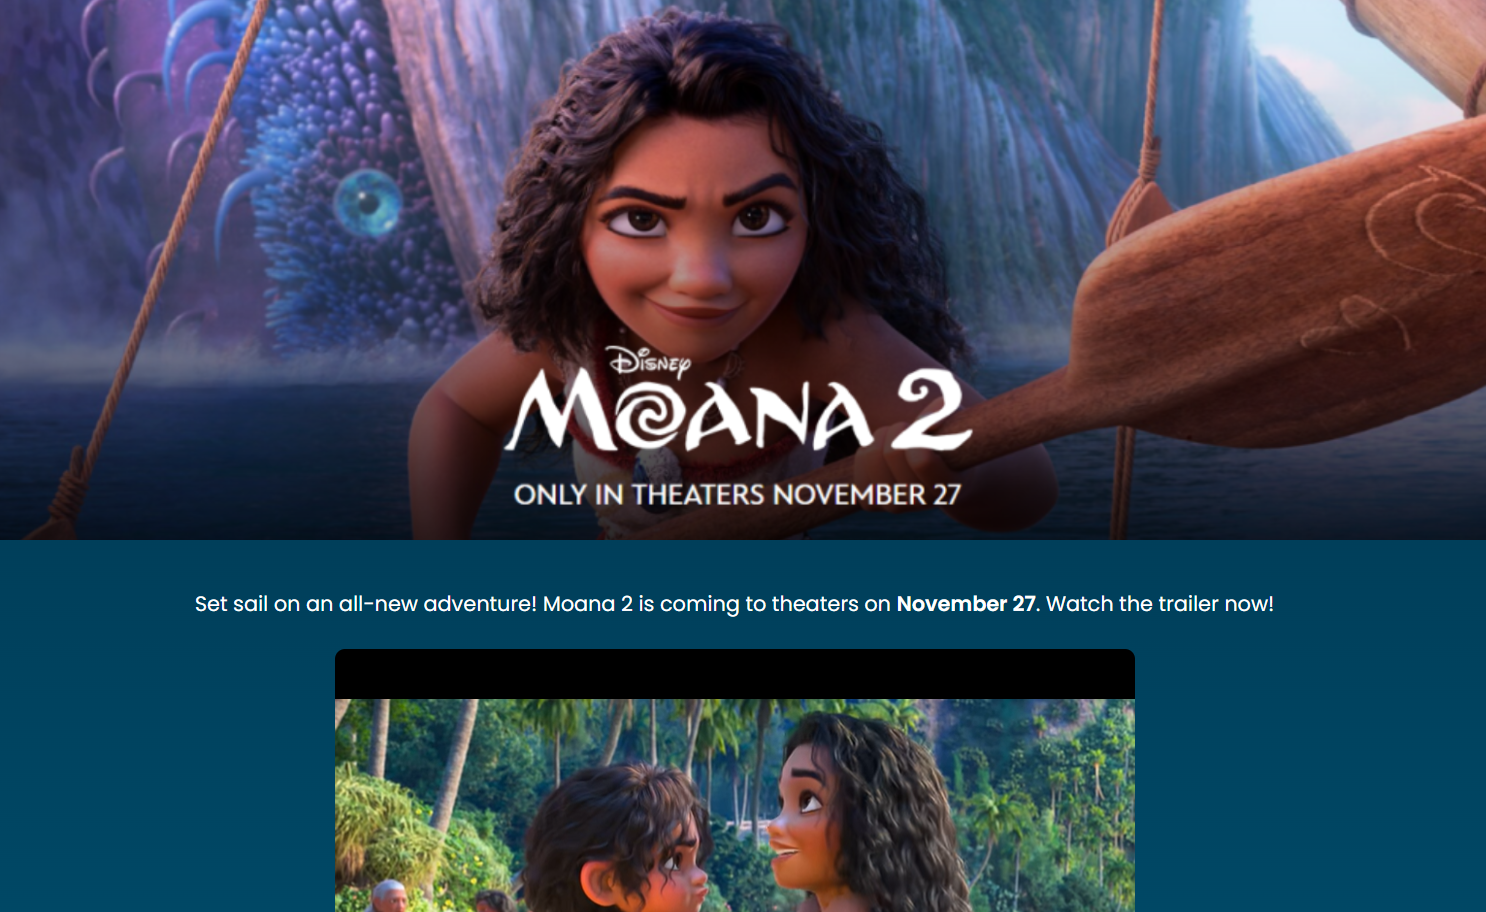 Disney
MOANA 2
ONLY IN THEATERS NOVEMBER 27
Set sail on an all-new adventure! Moana 2 is coming to theaters on November 27. Watch the trailer now!